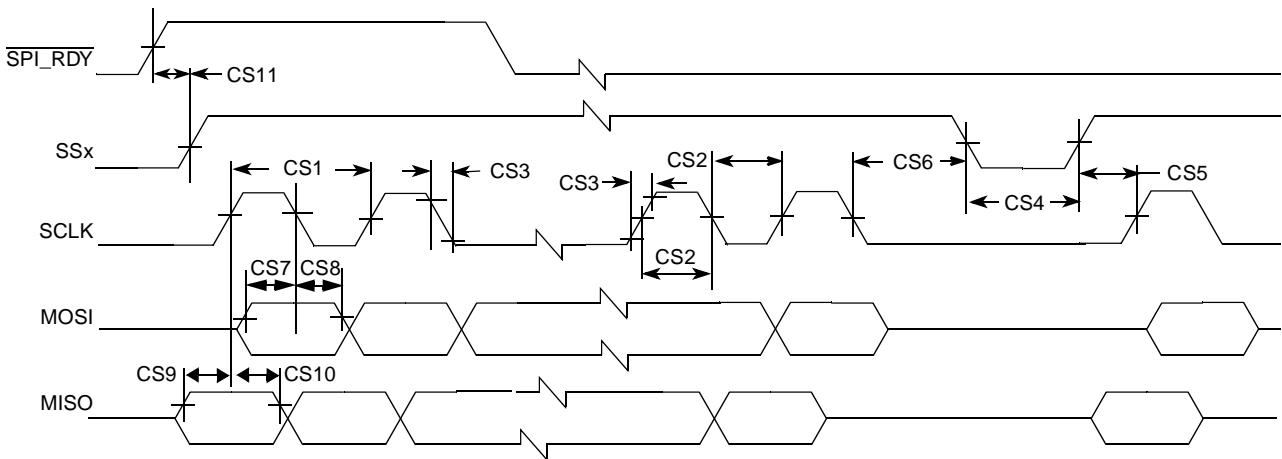 SPI_RDY
CS11
SSx
CS1
CS3
CS3
CS2
CS6
CS4
CS5
SCLK
CS2
CS7
CS8
MOSI
CS9
CS10
MISO